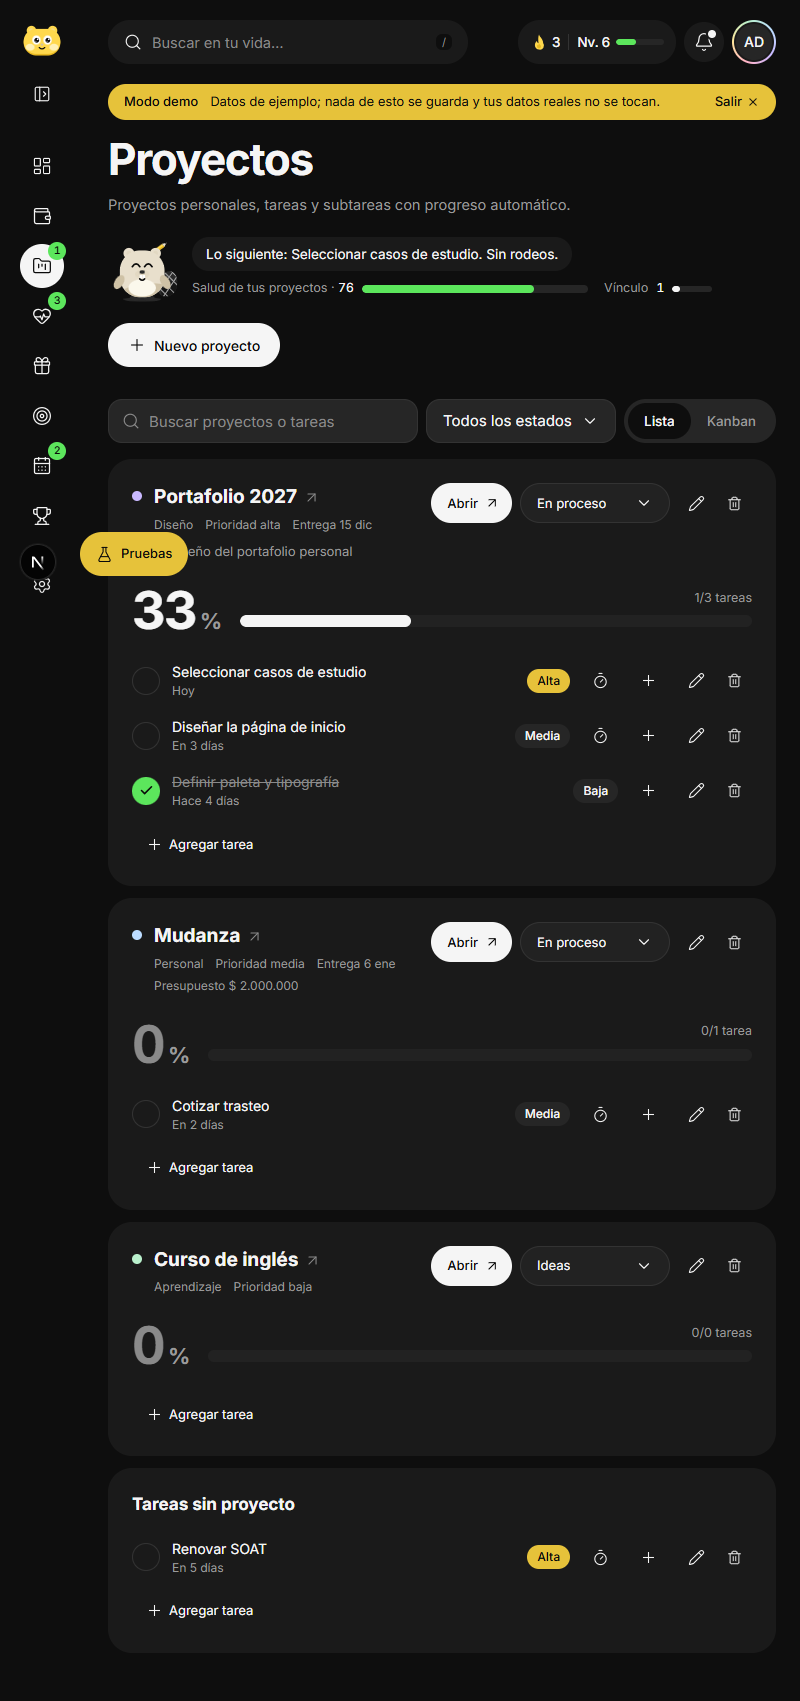 Buscar en tu vida... /
3 Nv. 6
AD
Modo demo Datos de ejemplo; nada de esto se guarda y tus datos reales no se tocan. Salir
Proyectos
Proyectos personales, tareas y subtareas con progreso automático.
1
3
2
N
Lo siguiente: Seleccionar casos de estudio. Sin rodeos.
Salud de tus proyectos · 76 Vínculo 1
Nuevo proyecto
Buscar proyectos o tareas
Todos los estados
Lista Kanban
Portafolio 2027
Abrir
En proceso
Diseño Prioridad alta Entrega 15 dic
Pruebas
eño del portafolio personal
33 %
1/3 tareas
Seleccionar casos de estudio
Hoy
Alta
Diseñar la página de inicio
En 3 días
Media
Definir paleta y tipografía
Hace 4 días
Baja
Agregar tarea
Mudanza
Abrir
En proceso
Personal Prioridad media Entrega 6 ene
Presupuesto $ 2.000.000
0 %
0/1 tarea
Cotizar trasteo
En 2 días
Media
Agregar tarea
Curso de inglés
Abrir
Ideas
Aprendizaje Prioridad baja
0 %
0/0 tareas
Agregar tarea
Tareas sin proyecto
Renovar SOAT
En 5 días
Alta
Agregar tarea